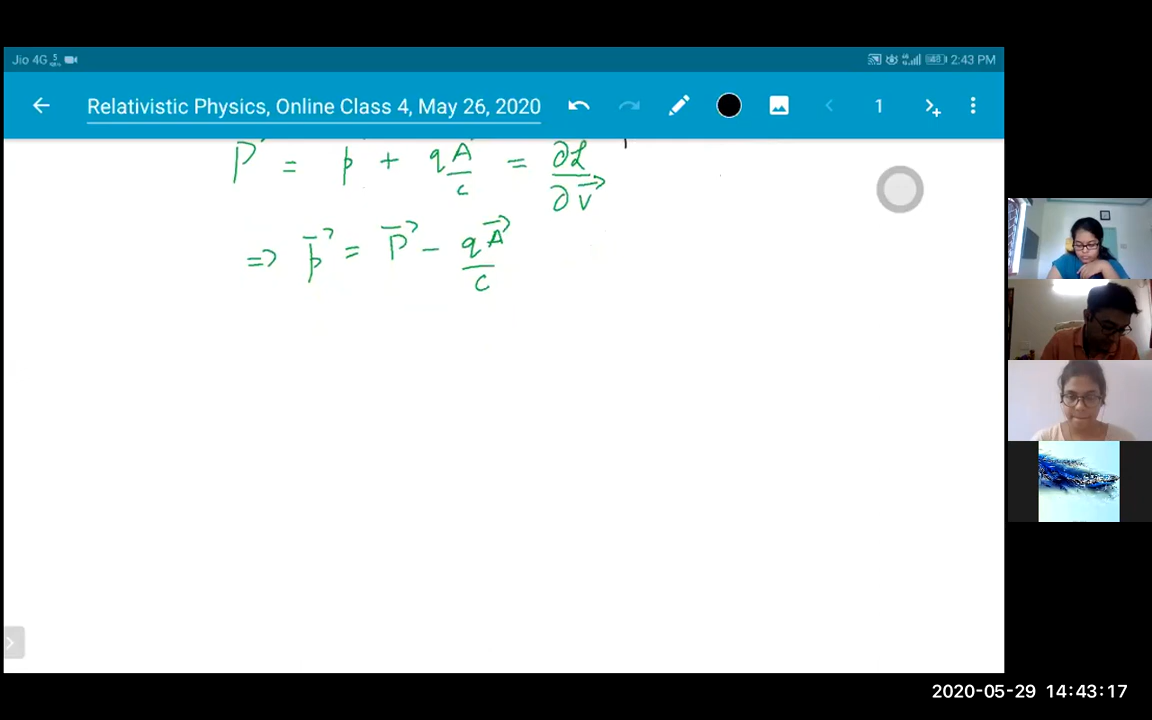 Jio 4G 2:43 PM
Relativistic Physics, Online Class 4, May 26, 2020 1
P = p + qA/c = ∂L/∂v⃗
⇒ p⃗ = P⃗ - qA⃗/c
2020-05-29 14:43:17